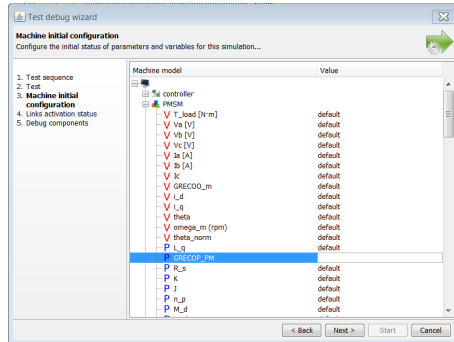 Test debug wizard
Machine initial configuration
Configure the initial status of parameters and variables for this simulation...
1. Test sequence
2. Test
3. Machine initial
configuration
4. Links activation status
5. Debug components
Machine model Value
controller
PMSM
V T_load [N·m] default
V Va [V] default
V Vb [V] default
V Vc [V] default
V Ia [A] default
V Ib [A] default
V Ic default
V GRECOO_m default
V i_d default
V i_q default
V theta default
V omega_m (rpm) default
V theta_norm default
P L_q default
P GRECOP_PM
P R_s default
P K default
P J default
P n_p default
P M_d default
< Back Next > Start Cancel